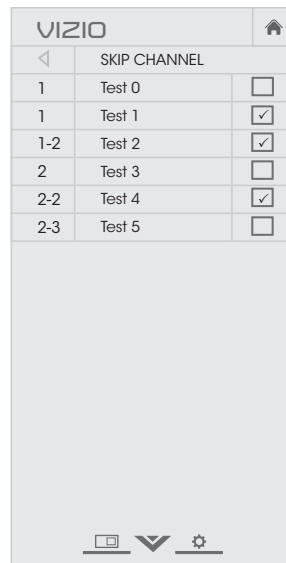 VIZIO
SKIP CHANNEL
1 Test 0
1 Test 1
1-2 Test 2
2 Test 3
2-2 Test 4
2-3 Test 5